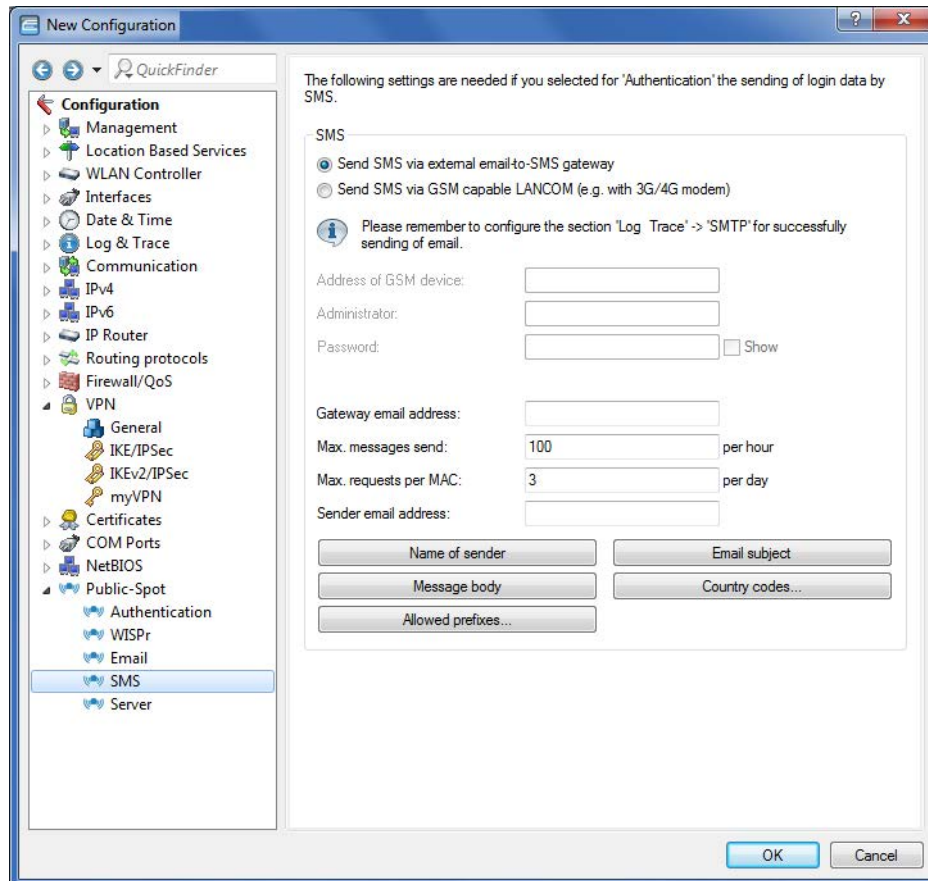 New Configuration
QuickFinder
Configuration
Management
Location Based Services
WLAN Controller
Interfaces
Date & Time
Log & Trace
Communication
IPv4
IPv6
IP Router
Routing protocols
Firewall/QoS
VPN
General
IKE/IPSec
IKEv2/IPSec
myVPN
Certificates
COM Ports
NetBIOS
Public-Spot
Authentication
WISPr
Email
SMS
Server
The following settings are needed if you selected for 'Authentication' the sending of login data by
SMS.
SMS
Send SMS via external email-to-SMS gateway
Send SMS via GSM capable LANCOM (e.g. with 3G/4G modem)
Please remember to configure the section 'Log Trace' -> 'SMTP' for successfully
sending of email.
Address of GSM device:
Administrator:
Password: Show
Gateway email address:
Max. messages send: 100 per hour
Max. requests per MAC: 3 per day
Sender email address:
Name of sender Email subject
Message body Country codes...
Allowed prefixes...
OK Cancel